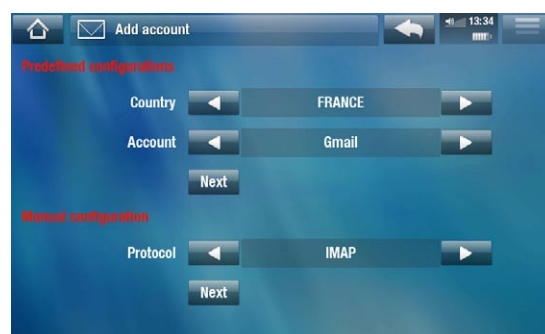 Add account
13:34
Predefined configurations
Country FRANCE
Account Gmail
Next
Manual configuration
Protocol IMAP
Next